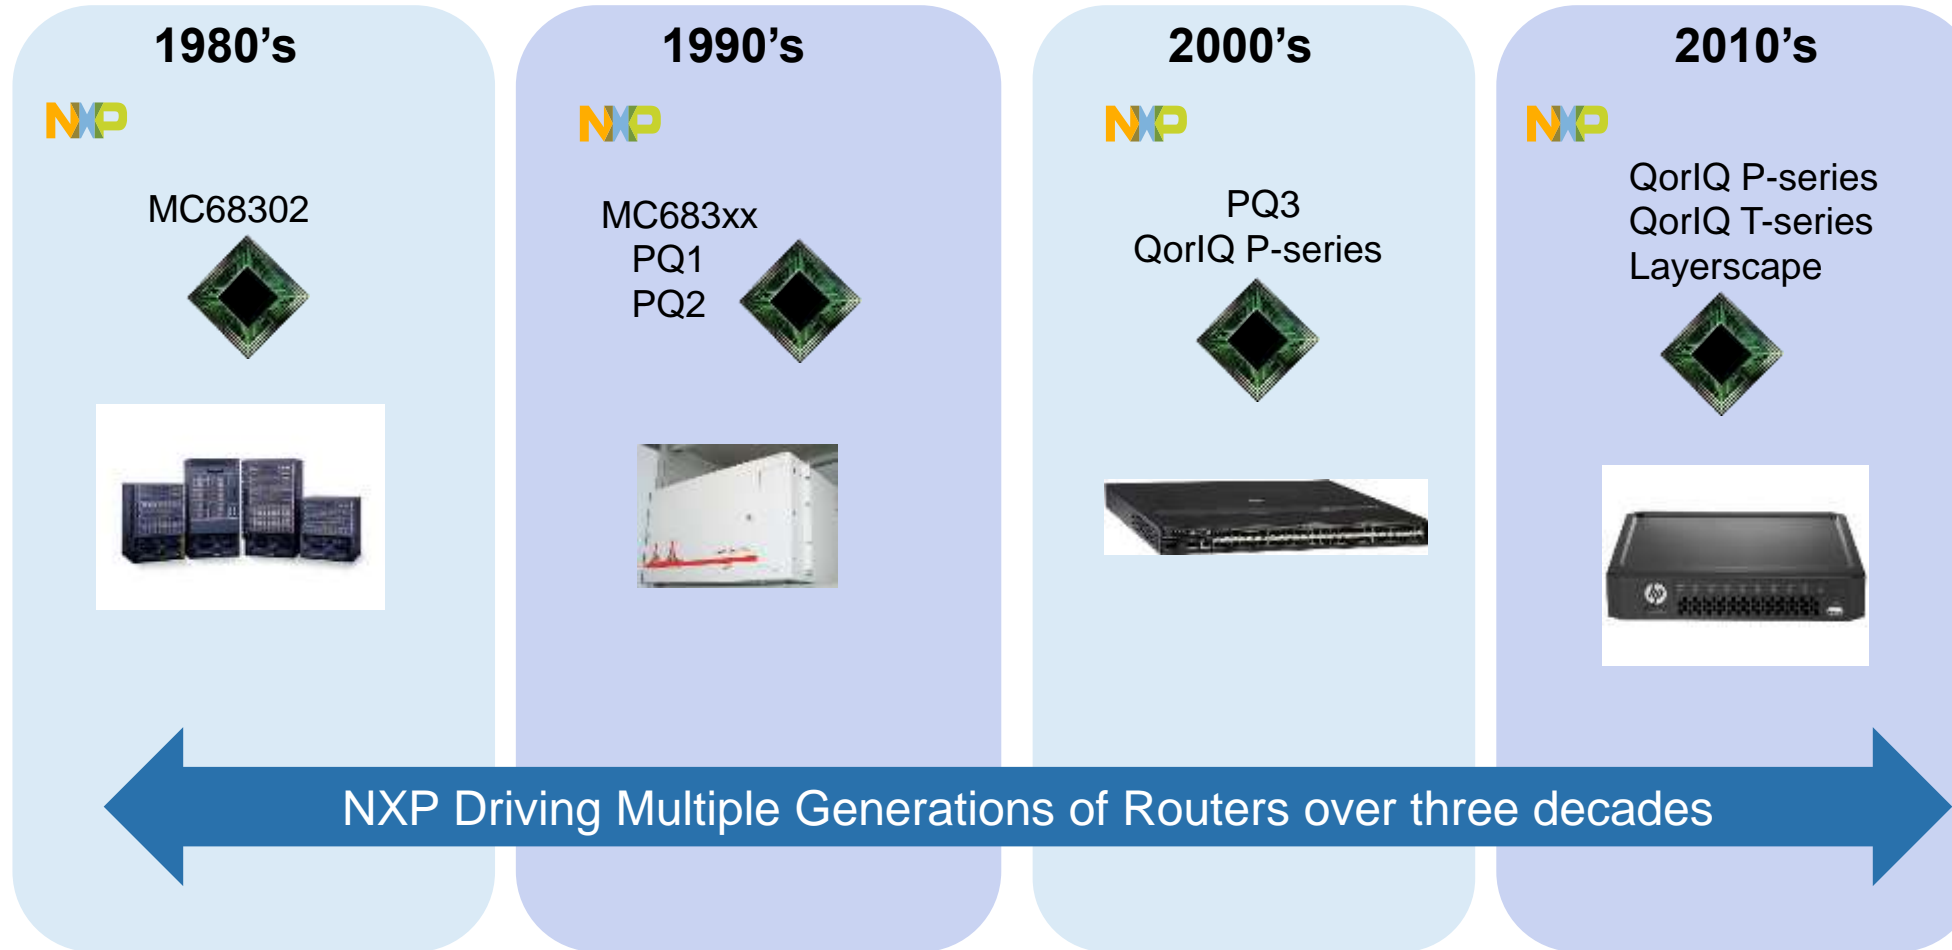 1980’s
NXP
MC68302
1990’s
NXP
MC683xx
PQ1
PQ2
2000’s
NXP
PQ3
QorIQ P-series
2010’s
NXP
QorIQ P-series
QorIQ T-series
Layerscape
hp
NXP Driving Multiple Generations of Routers over three decades